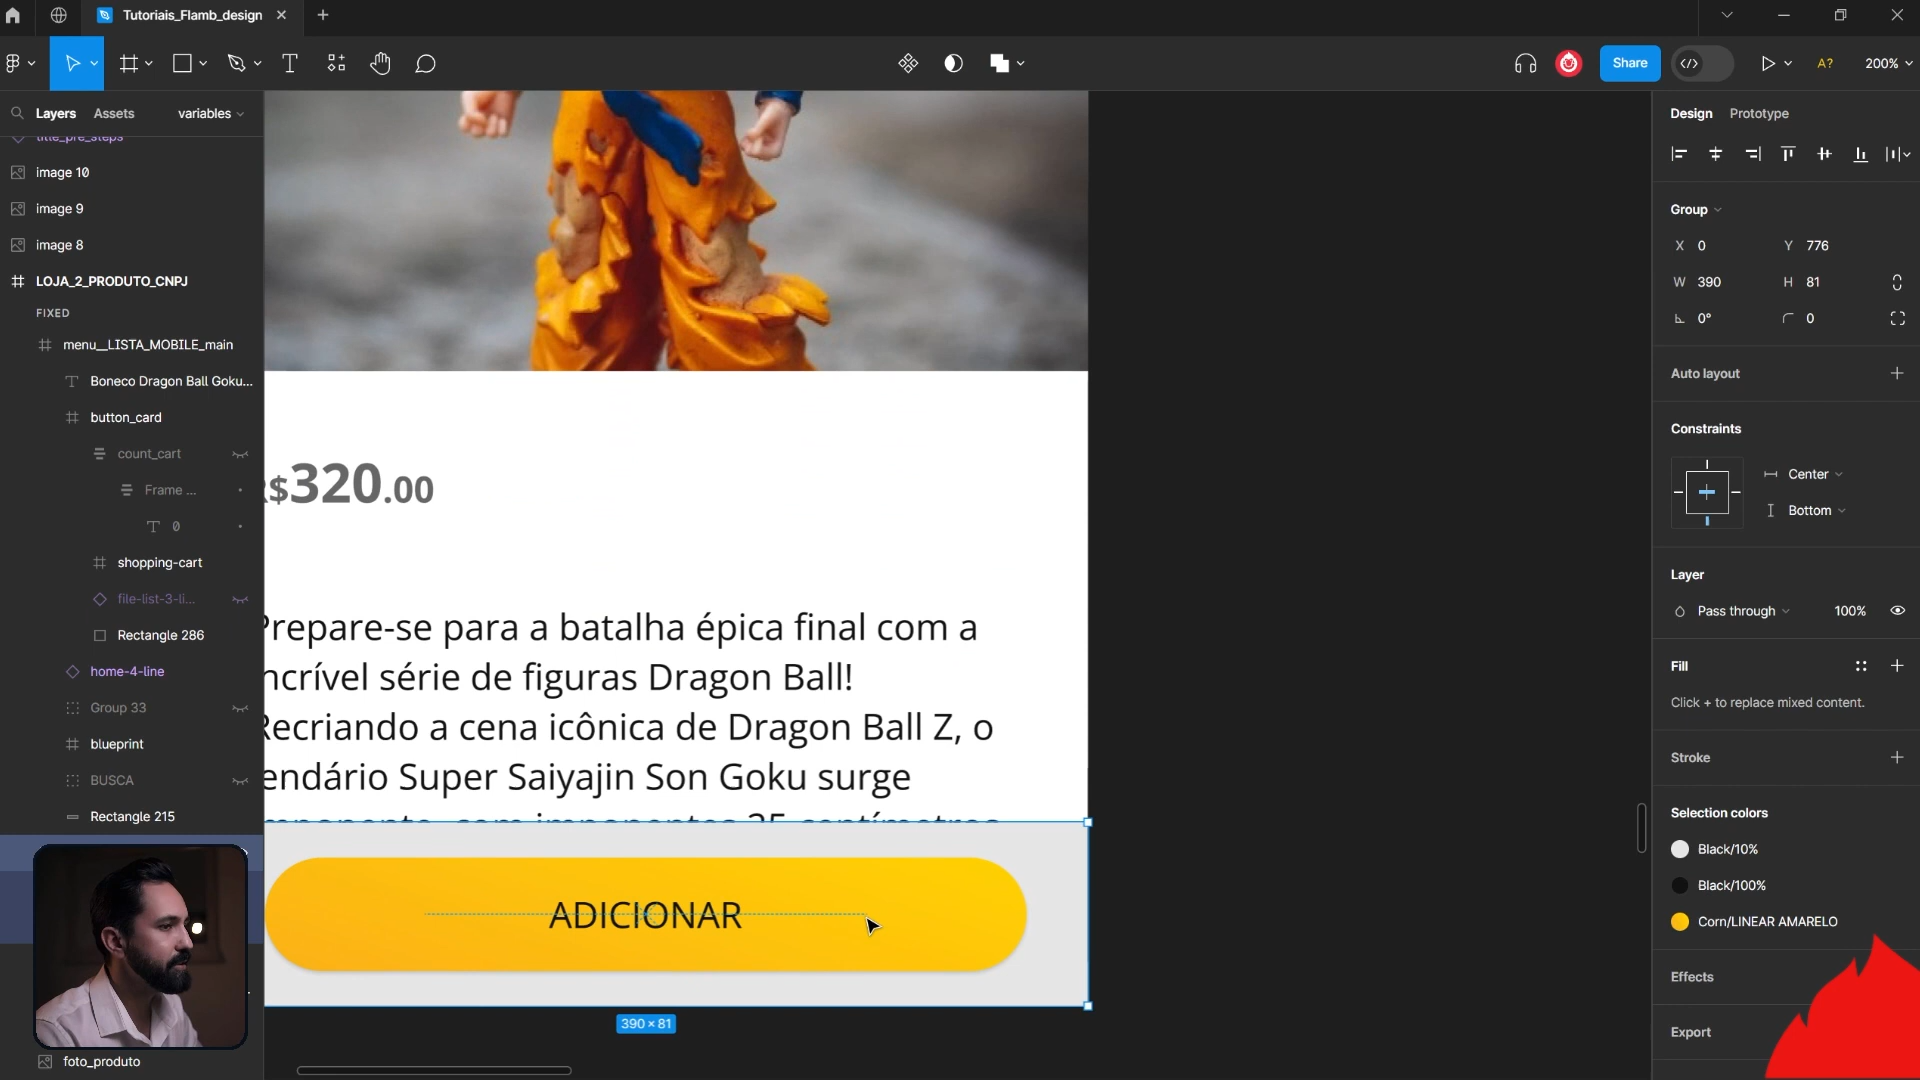 Tutoriais_Flamb_design
Share
A?
200%
Layers
Assets
variables
title_pre_steps
image 10
image 9
image 8
LOJA_2_PRODUTO_CNPJ
FIXED
menu__LISTA_MOBILE_main
Boneco Dragon Ball Goku...
button_card
count_cart
Frame ...
0
shopping-cart
file-list-3-li...
Rectangle 286
home-4-line
Group 33
blueprint
BUSCA
Rectangle 215
foto_produto
$320.00
Prepare-se para a batalha épica final com a
ncrível série de figuras Dragon Ball!
Recriando a cena icônica de Dragon Ball Z, o
endário Super Saiyajin Son Goku surge
ADICIONAR
390 × 81
Design
Prototype
Group
X 0
Y 776
W 390
H 81
0°
0
Auto layout
Constraints
Center
Bottom
Layer
Pass through
100%
Fill
Click + to replace mixed content.
Stroke
Selection colors
Black/10%
Black/100%
Corn/LINEAR AMARELO
Effects
Export